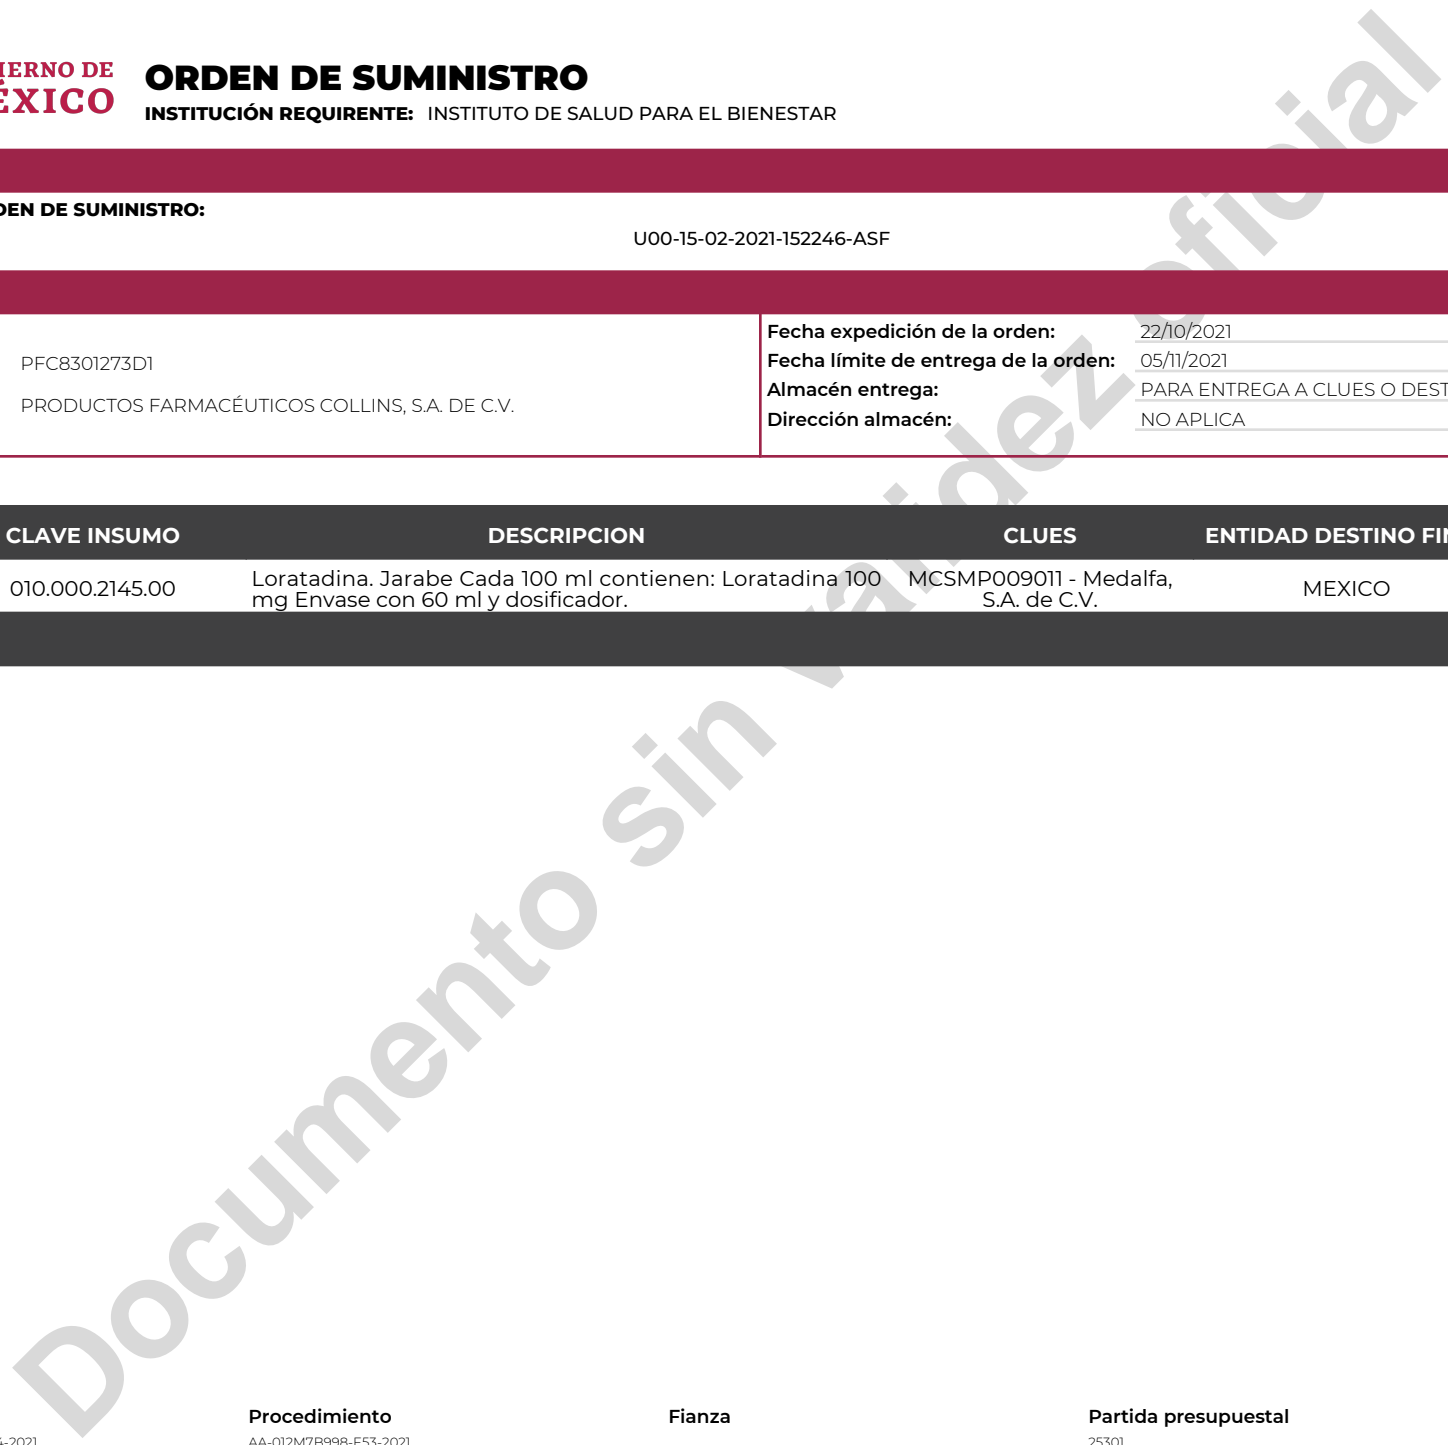 IERNO DE
ÉXICO
ORDEN DE SUMINISTRO
INSTITUCIÓN REQUIRENTE: INSTITUTO DE SALUD PARA EL BIENESTAR
DEN DE SUMINISTRO:
U00-15-02-2021-152246-ASF
PFC8301273D1
PRODUCTOS FARMACÉUTICOS COLLINS, S.A. DE C.V.
Fecha expedición de la orden: 22/10/2021
Fecha límite de entrega de la orden: 05/11/2021
Almacén entrega: PARA ENTREGA A CLUES O DEST
Dirección almacén: NO APLICA
CLAVE INSUMO DESCRIPCION CLUES ENTIDAD DESTINO FIN
010.000.2145.00 Loratadina. Jarabe Cada 100 ml contienen: Loratadina 100 MCSMP009011 - Medalfa, MEXICO
mg Envase con 60 ml y dosificador. S.A. de C.V.
Documento sin validez oficial
Procedimiento Fianza Partida presupuestal
-2021 AA-012M7B998-E53-2021 25301